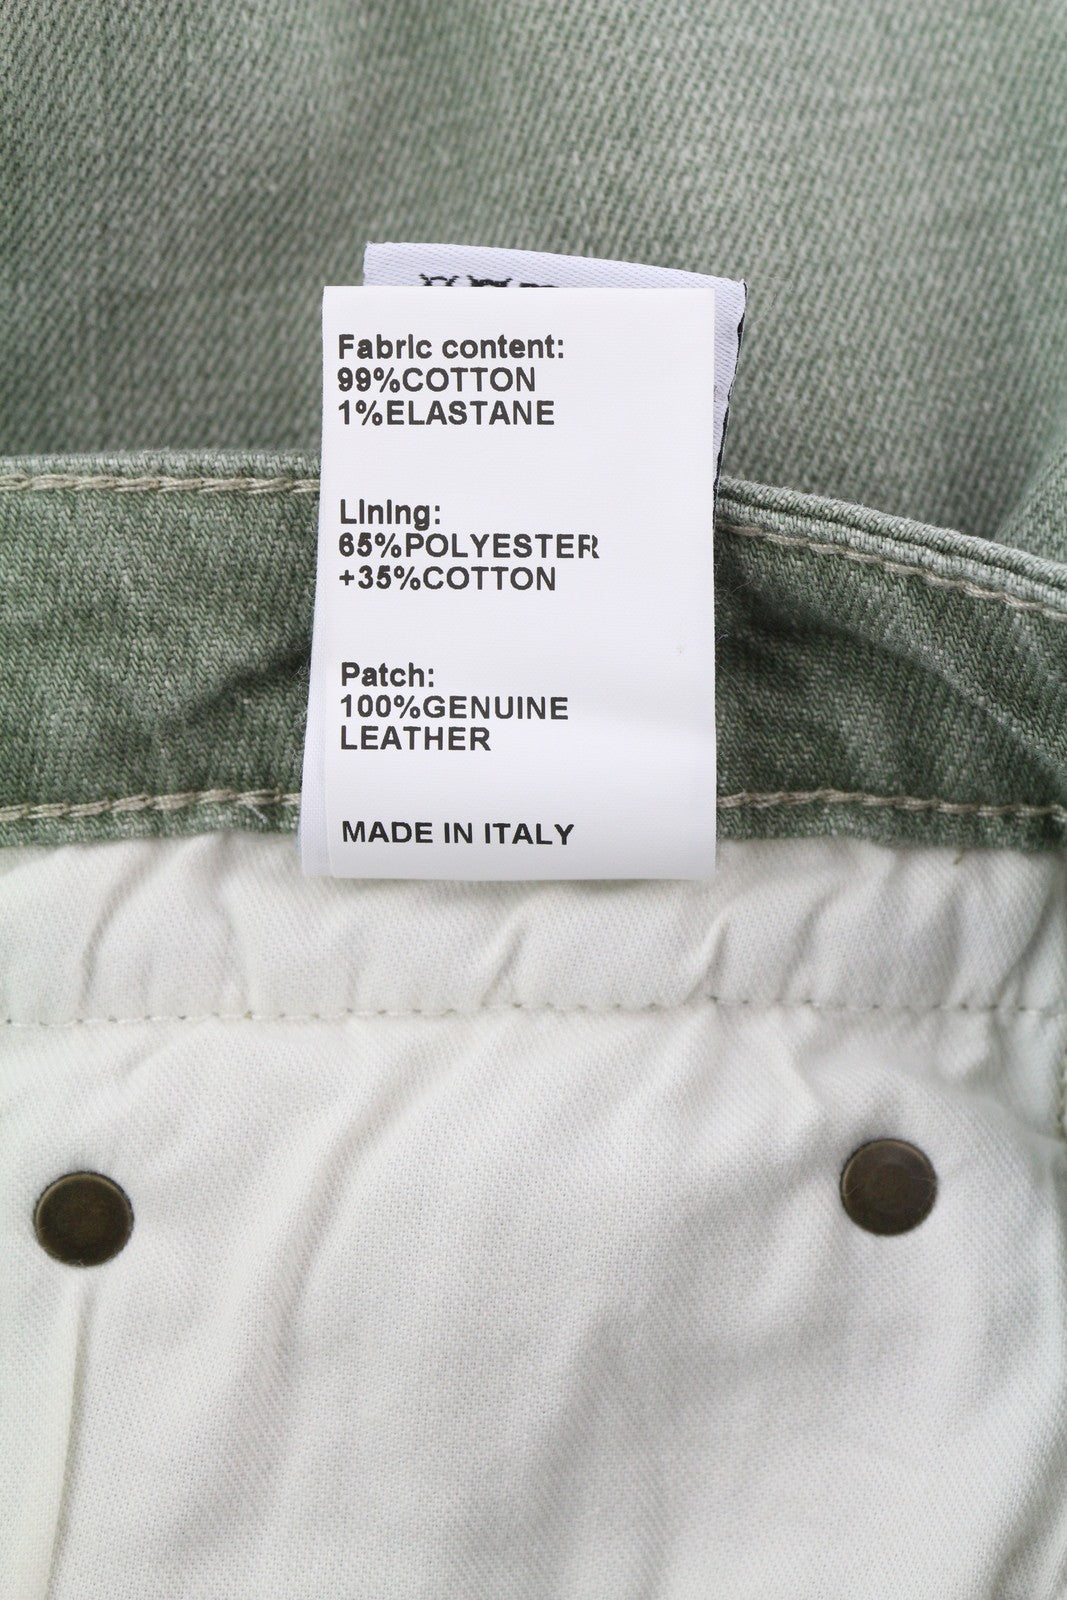 Fabric content:
99%COTTON
1%ELASTANE
Lining:
65%POLYESTER
+35%COTTON
Patch:
100%GENUINE
LEATHER
MADE IN ITALY